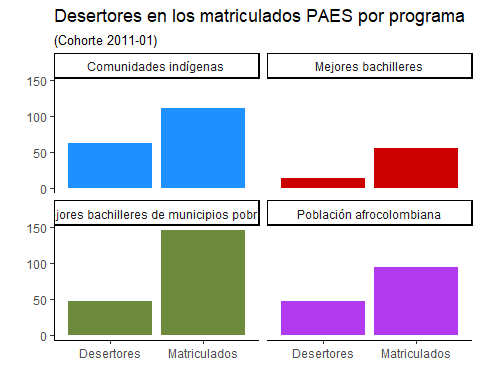 Desertores en los matriculados PAES por programa
(Cohorte 2011-01)
Comunidades indígenas
Mejores bachilleres
150
100
50
0
jores bachilleres de municipios pobr
Población afrocolombiana
150
100
50
0
Desertores
Matriculados
Desertores
Matriculados